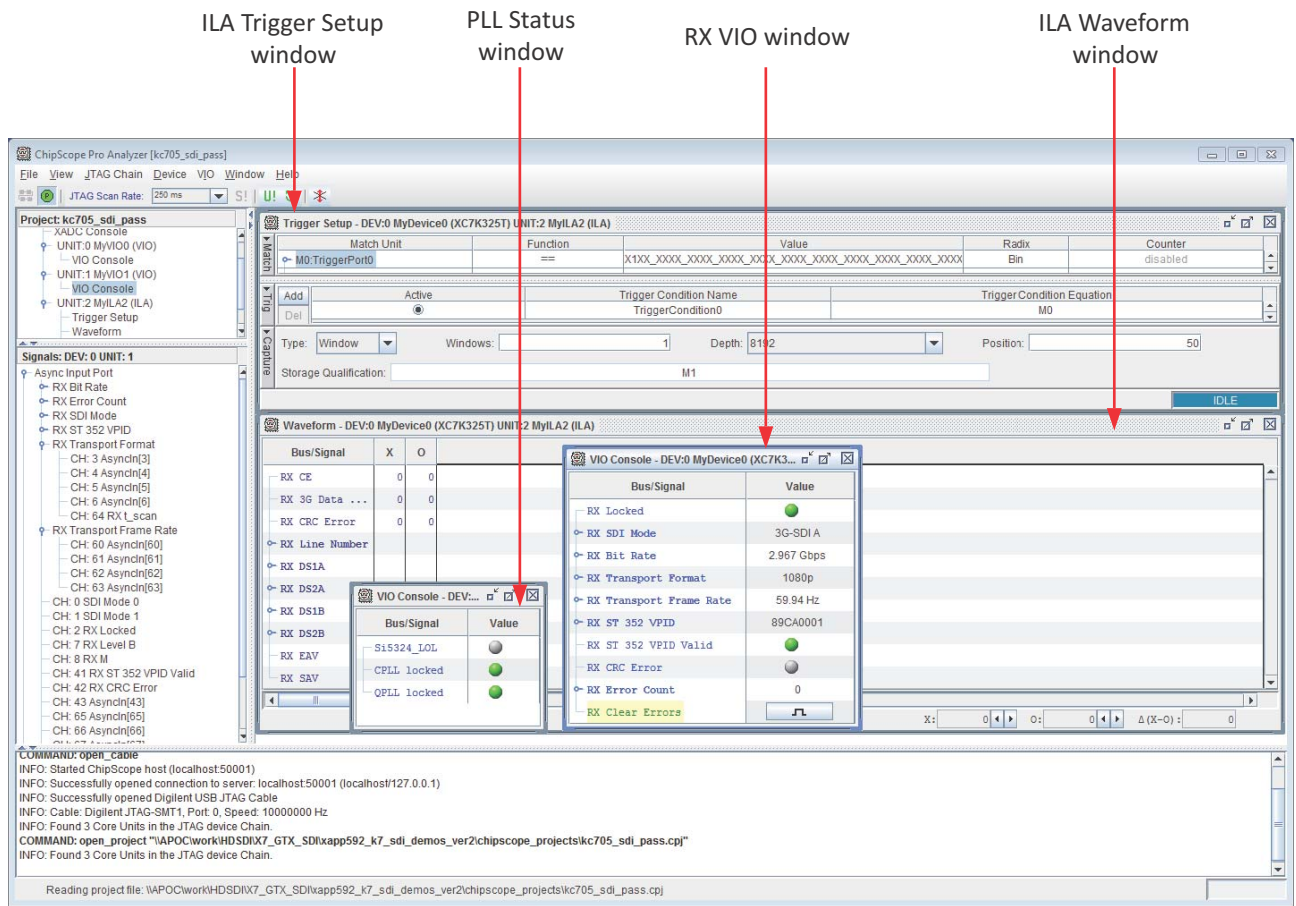 ILA Trigger Setup
window
PLL Status
window
RX VIO window
ILA Waveform
window
ChipScope Pro Analyzer [kc705_sdi_pass]
File View JTAG Chain Device VIO Window Help
JTAG Scan Rate: 250 ms S! U!
Project: kc705_sdi_pass
XADC Console
UNIT:0 MyVIO0 (VIO)
VIO Console
UNIT:1 MyVIO1 (VIO)
VIO Console
UNIT:2 MyILA2 (ILA)
Trigger Setup
Waveform
Signals: DEV: 0 UNIT: 1
Async Input Port
RX Bit Rate
RX Error Count
RX SDI Mode
RX ST 352 VPID
RX Transport Format
CH: 3 AsyncIn[3]
CH: 4 AsyncIn[4]
CH: 5 AsyncIn[5]
CH: 6 AsyncIn[6]
CH: 64 RX t_scan
RX Transport Frame Rate
CH: 60 AsyncIn[60]
CH: 61 AsyncIn[61]
CH: 62 AsyncIn[62]
CH: 63 AsyncIn[63]
CH: 0 SDI Mode 0
CH: 1 SDI Mode 1
CH: 2 RX Locked
CH: 7 RX Level B
CH: 8 RX M
CH: 41 RX ST 352 VPID Valid
CH: 42 RX CRC Error
CH: 43 AsyncIn[43]
CH: 65 AsyncIn[65]
CH: 66 AsyncIn[66]
Trigger Setup - DEV:0 MyDevice0 (XC7K325T) UNIT:2 MyILA2 (ILA)
Match
Match Unit Function Value Radix Counter
M0:TriggerPort0 == X1XX_XXXX_XXXX_XXXX_XXXX_XXXX_XXXX_XXXX_XXXX_XXXX_XXXX Bin disabled
Trig
Add Active Trigger Condition Name Trigger Condition Equation
Del TriggerCondition0 M0
Capture
Type: Window Windows: 1 Depth: 8192 Position: 50
Storage Qualification: M1
IDLE
Waveform - DEV:0 MyDevice0 (XC7K325T) UNIT:2 MyILA2 (ILA)
Bus/Signal X O
RX CE 0 0
RX 3G Data ... 0 0
RX CRC Error 0 0
RX Line Number
RX DS1A
RX DS2A
RX DS1B
RX DS2B
RX EAV
RX SAV
X: 0 O: 0 Δ(X-O): 0
VIO Console - DEV:...
Bus/Signal Value
Si5324_LOL
CPLL locked
QPLL locked
VIO Console - DEV:0 MyDevice0 (XC7K3...
Bus/Signal Value
RX Locked
RX SDI Mode 3G-SDI A
RX Bit Rate 2.967 Gbps
RX Transport Format 1080p
RX Transport Frame Rate 59.94 Hz
RX ST 352 VPID 89CA0001
RX ST 352 VPID Valid
RX CRC Error
RX Error Count 0
RX Clear Errors
COMMAND: open_cable
INFO: Started ChipScope host (localhost:50001)
INFO: Successfully opened connection to server: localhost:50001 (localhost/127.0.0.1)
INFO: Successfully opened Digilent USB JTAG Cable
INFO: Cable: Digilent JTAG-SMT1, Port: 0, Speed: 10000000 Hz
INFO: Found 3 Core Units in the JTAG device Chain.
COMMAND: open_project "\\APOC\work\HDSDI\X7_GTX_SDI\xapp592_k7_sdi_demos_ver2\chipscope_projects\kc705_sdi_pass.cpj"
INFO: Found 3 Core Units in the JTAG device Chain.
Reading project file: \\APOC\work\HDSDI\X7_GTX_SDI\xapp592_k7_sdi_demos_ver2\chipscope_projects\kc705_sdi_pass.cpj